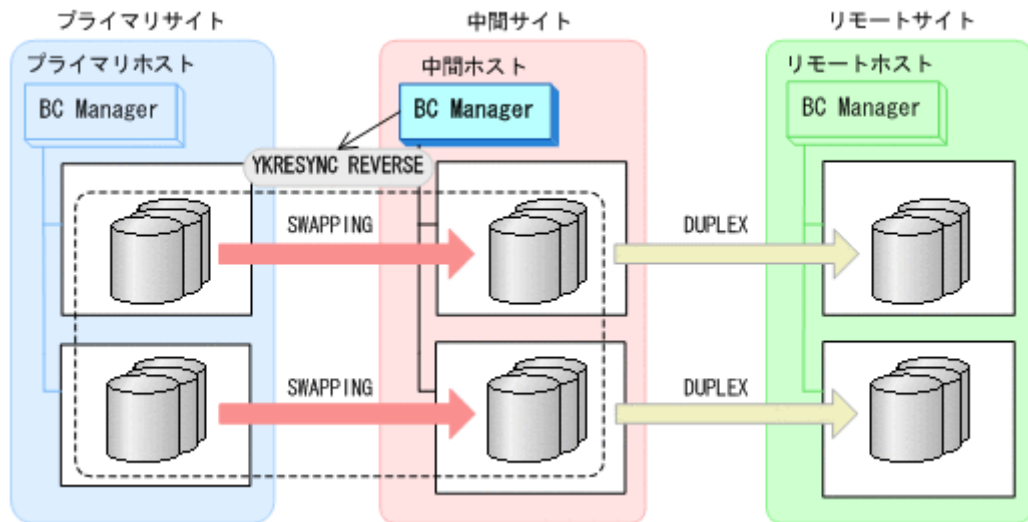 プライマリサイト
中間サイト
リモートサイト
プライマリホスト
中間ホスト
リモートホスト
BC Manager
BC Manager
BC Manager
YKRESYNC REVERSE
SWAPPING
DUPLEX
SWAPPING
DUPLEX